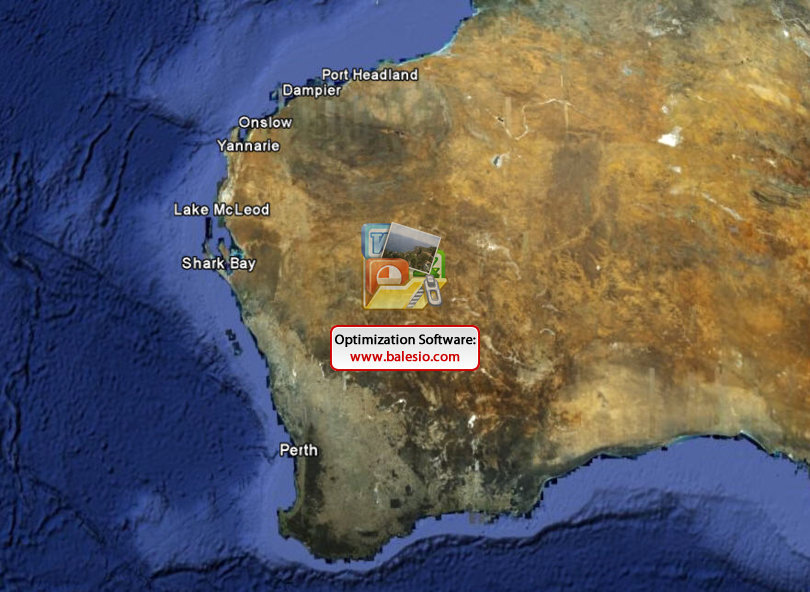 Port Headland
Dampier
Onslow
Yannarie
Lake McLeod
Shark Bay
Optimization Software:
www.balesio.com
Perth